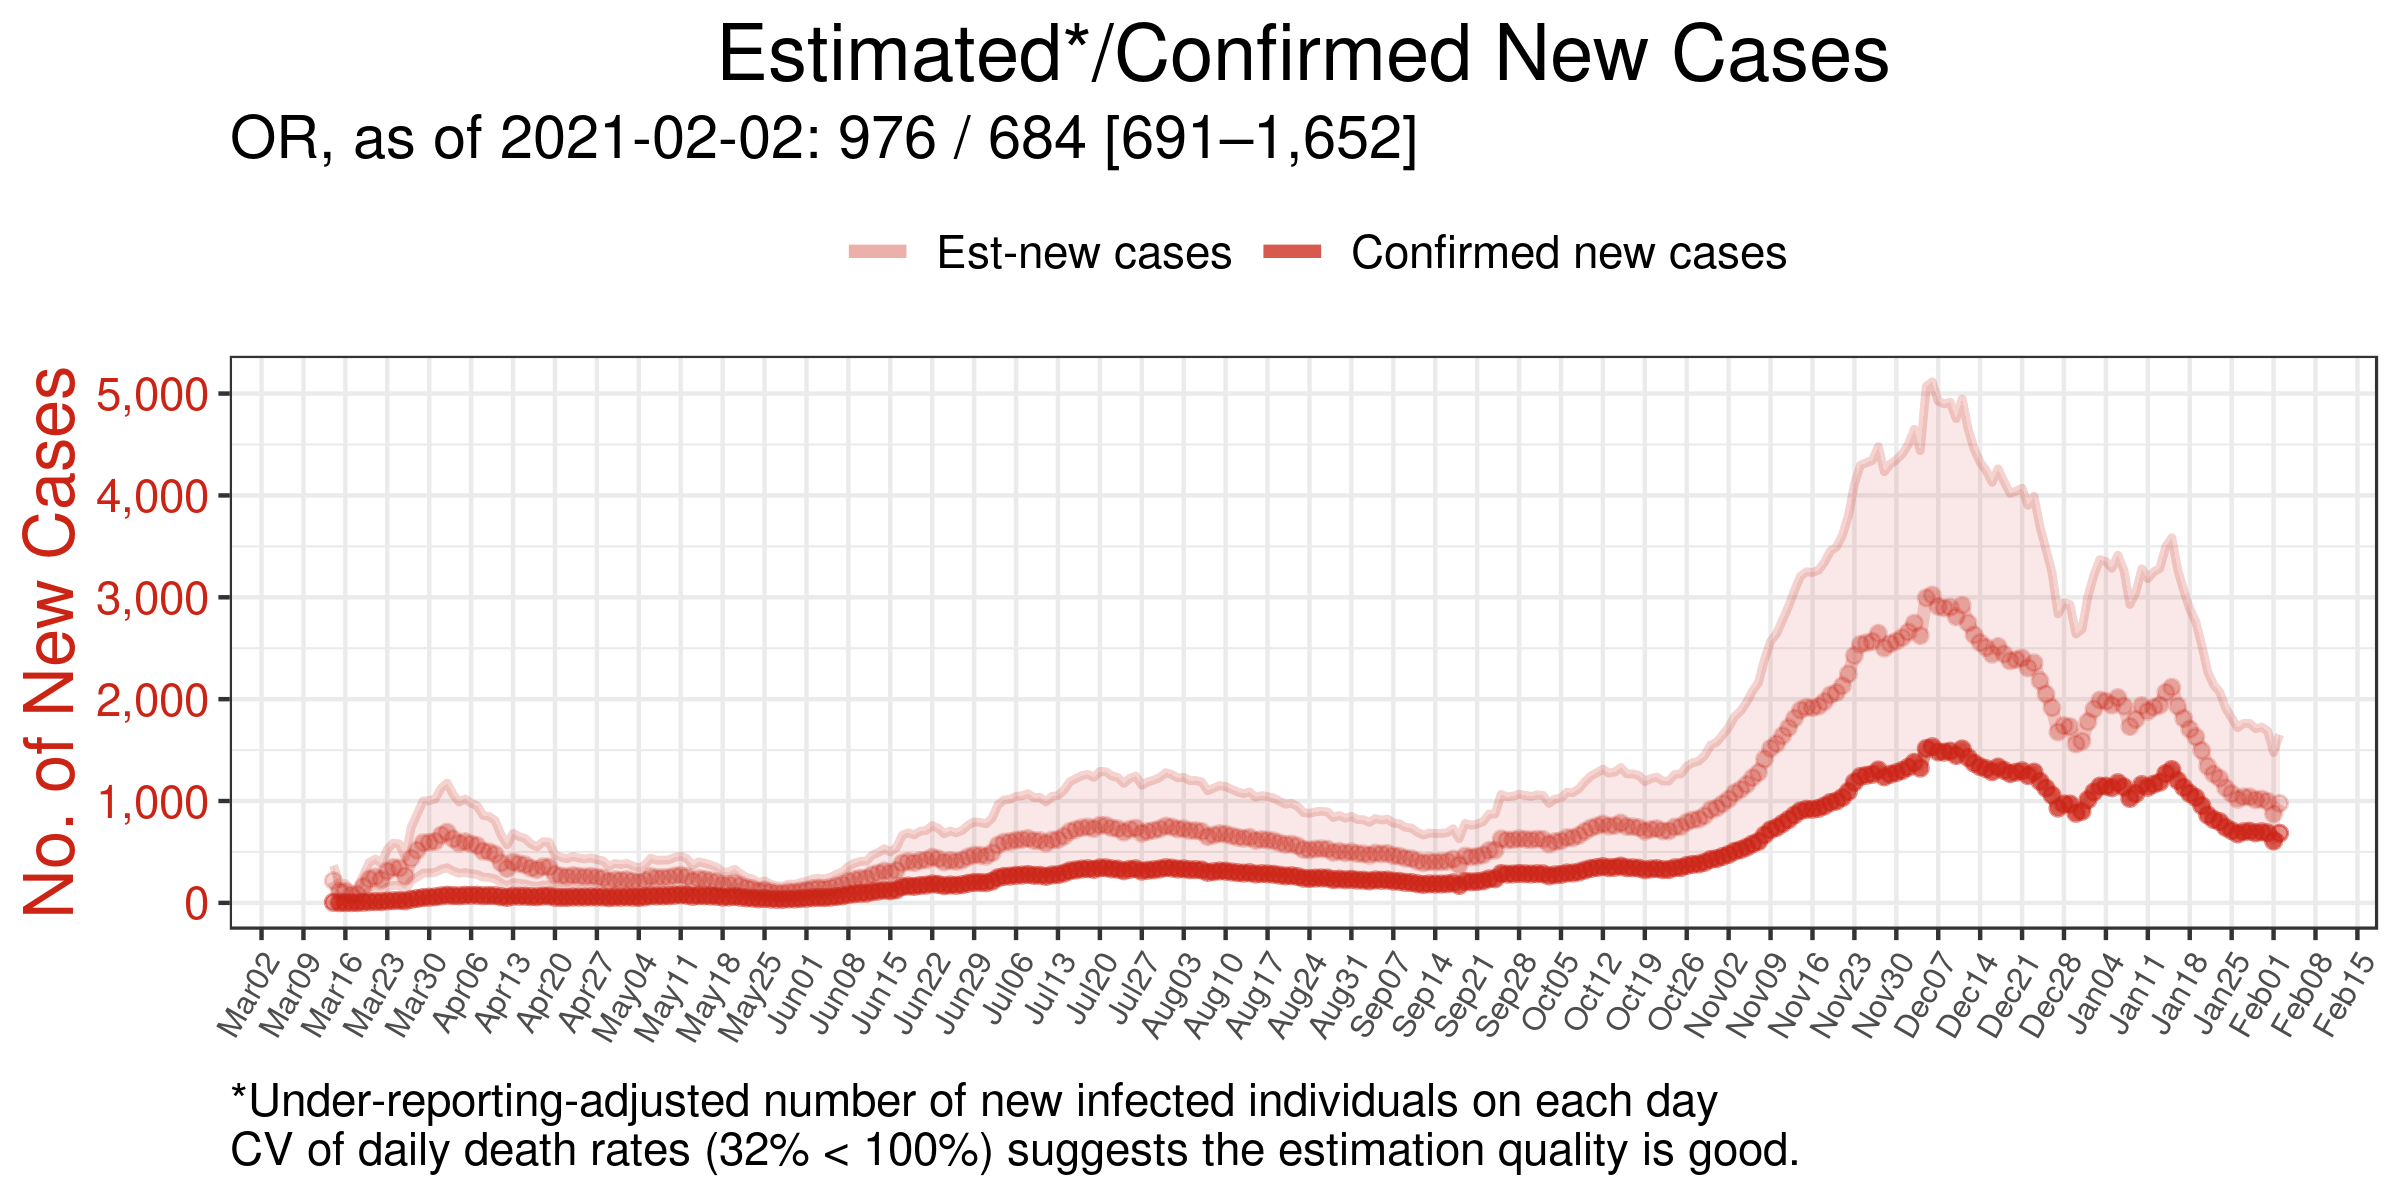 Estimated*/Confirmed New Cases
OR, as of 2021-02-02: 976 / 684 [691–1,652]
Est-new cases Confirmed new cases
No. of New Cases
5,000
4,000
3,000
2,000
1,000
0
Mar02 Mar09 Mar16 Mar23 Mar30 Apr06 Apr13 Apr20 Apr27 May04 May11 May18 May25 Jun01 Jun08 Jun15 Jun22 Jun29 Jul06 Jul13 Jul20 Jul27 Aug03 Aug10 Aug17 Aug24 Aug31 Sep07 Sep14 Sep21 Sep28 Oct05 Oct12 Oct19 Oct26 Nov02 Nov09 Nov16 Nov23 Nov30 Dec07 Dec14 Dec21 Dec28 Jan04 Jan11 Jan18 Jan25 Feb01 Feb08 Feb15
*Under-reporting-adjusted number of new infected individuals on each day
CV of daily death rates (32% < 100%) suggests the estimation quality is good.